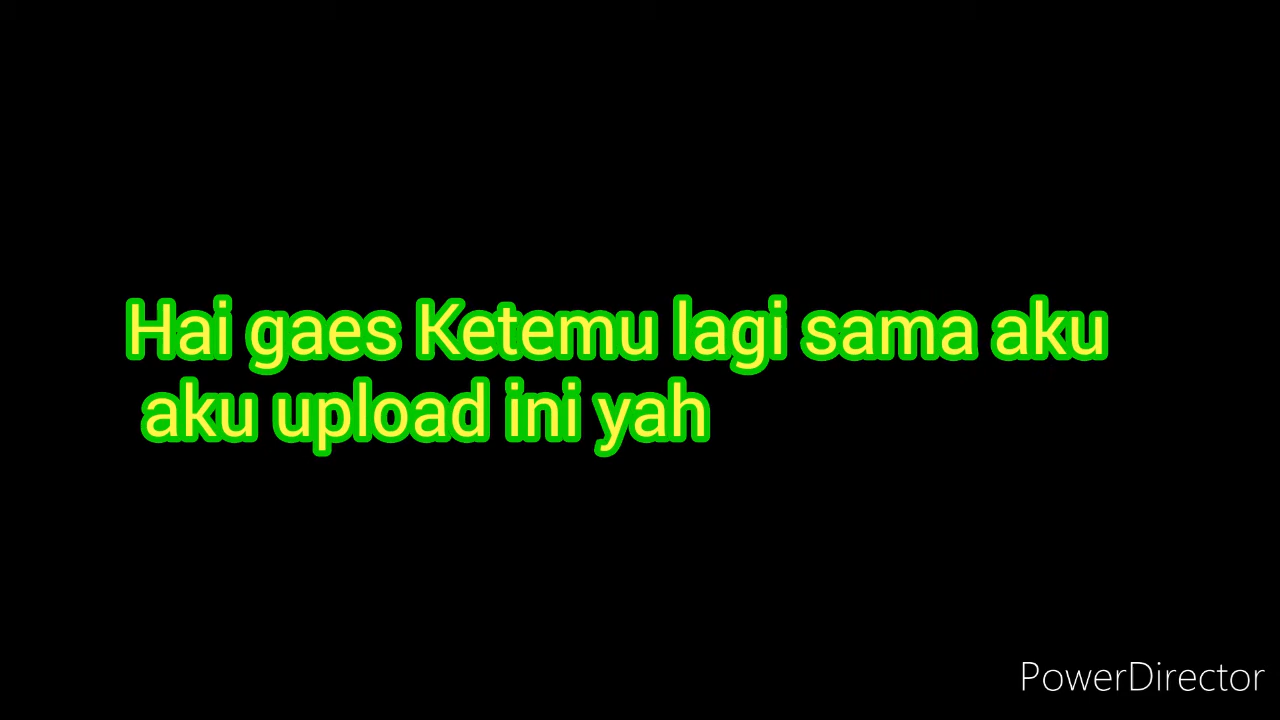 Hai gaes Ketemu lagi sama aku
aku upload ini yah
PowerDirector